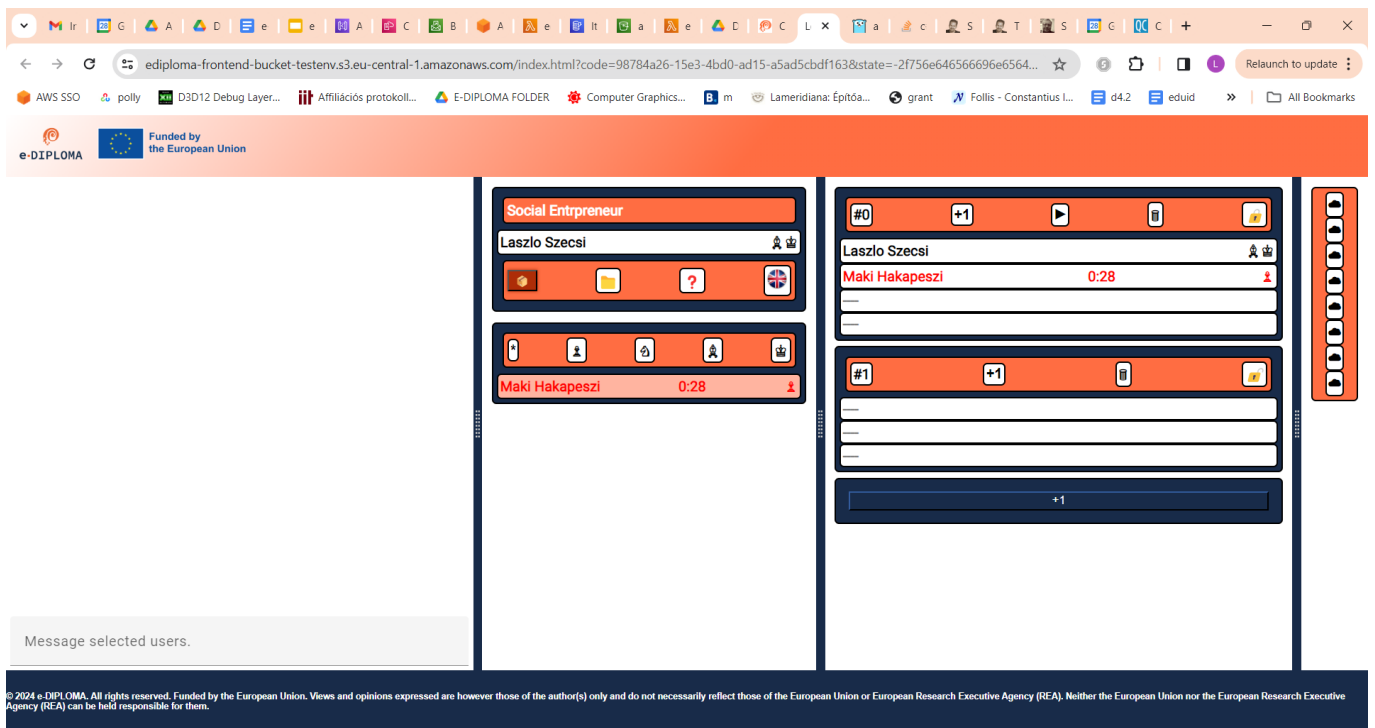 Ir
G
A
D
e
e
A
C
B
A
e
It
a
e
D
C
L
a
c
S
T
S
G
C
ediploma-frontend-bucket-testenv.s3.eu-central-1.amazonaws.com/index.html?code=98784a26-15e3-4bd0-ad15-a5ad5cbdf163&state=-2f756e646566696e6564...
L
Relaunch to update
AWS SSO
polly
D3D12 Debug Layer...
Affiliációs protokoll...
E-DIPLOMA FOLDER
Computer Graphics...
B.
m
Lameridiana: Építőa...
grant
Follis - Constantius I...
d4.2
eduid
»
All Bookmarks
e-DIPLOMA
Funded by
the European Union
Social Entrpreneur
Laszlo Szecsi
?
*
Maki Hakapeszi 0:28
#0 +1
Laszlo Szecsi
Maki Hakapeszi 0:28
—
—
#1 +1
—
—
—
+1
Message selected users.
© 2024 e-DIPLOMA. All rights reserved. Funded by the European Union. Views and opinions expressed are however those of the author(s) only and do not necessarily reflect those of the European Union or European Research Executive Agency (REA). Neither the European Union nor the European Research Executive
Agency (REA) can be held responsible for them.